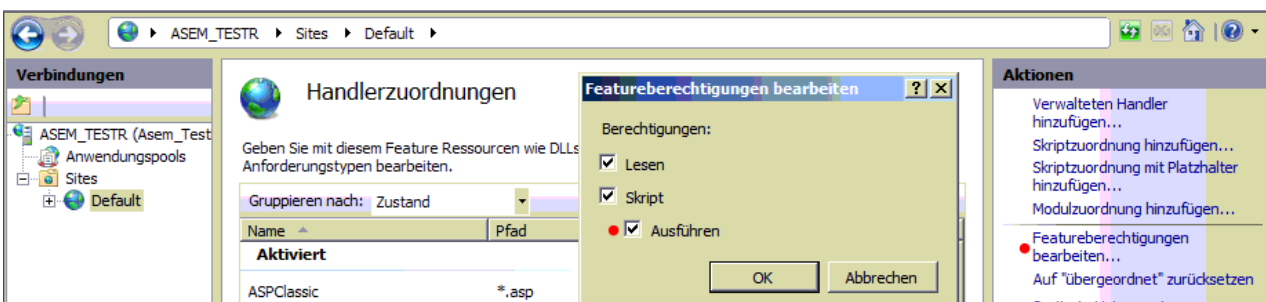 ASEM_TESTR Sites Default
Verbindungen
ASEM_TESTR (Asem_Test
Anwendungspools
Sites
Default
Handlerzuordnungen
Geben Sie mit diesem Feature Ressourcen wie DLLs
Anforderungstypen bearbeiten.
Gruppieren nach: Zustand
Name Pfad
Aktiviert
ASPClassic *.asp
Featureberechtigungen bearbeiten
Berechtigungen:
Lesen
Skript
Ausführen
OK Abbrechen
Aktionen
Verwalteten Handler
hinzufügen...
Skriptzuordnung hinzufügen...
Skriptzuordnung mit Platzhalter
hinzufügen...
Modulzuordnung hinzufügen...
Featureberechtigungen
bearbeiten...
Auf "übergeordnet" zurücksetzen